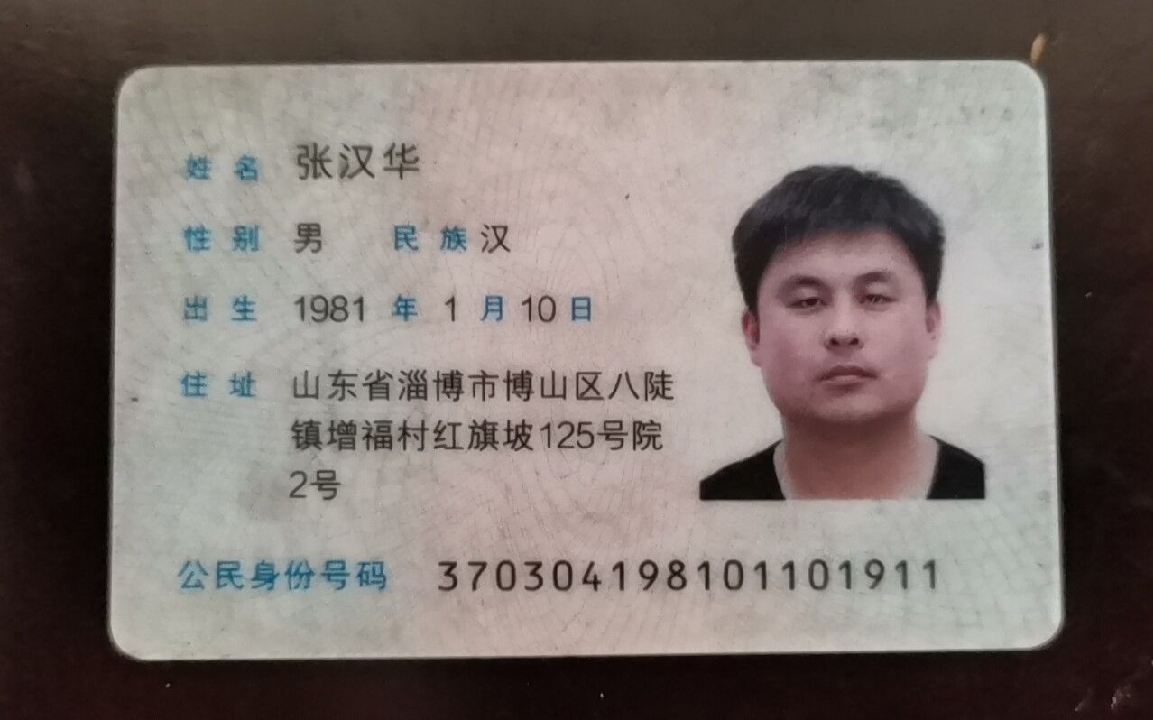 姓名 张汉华
性别 男 民族 汉
出生 1981 年 1 月 10 日
住址 山东省淄博市博山区八陡
镇增福村红旗坡125号院
2号
公民身份号码 370304198101101911